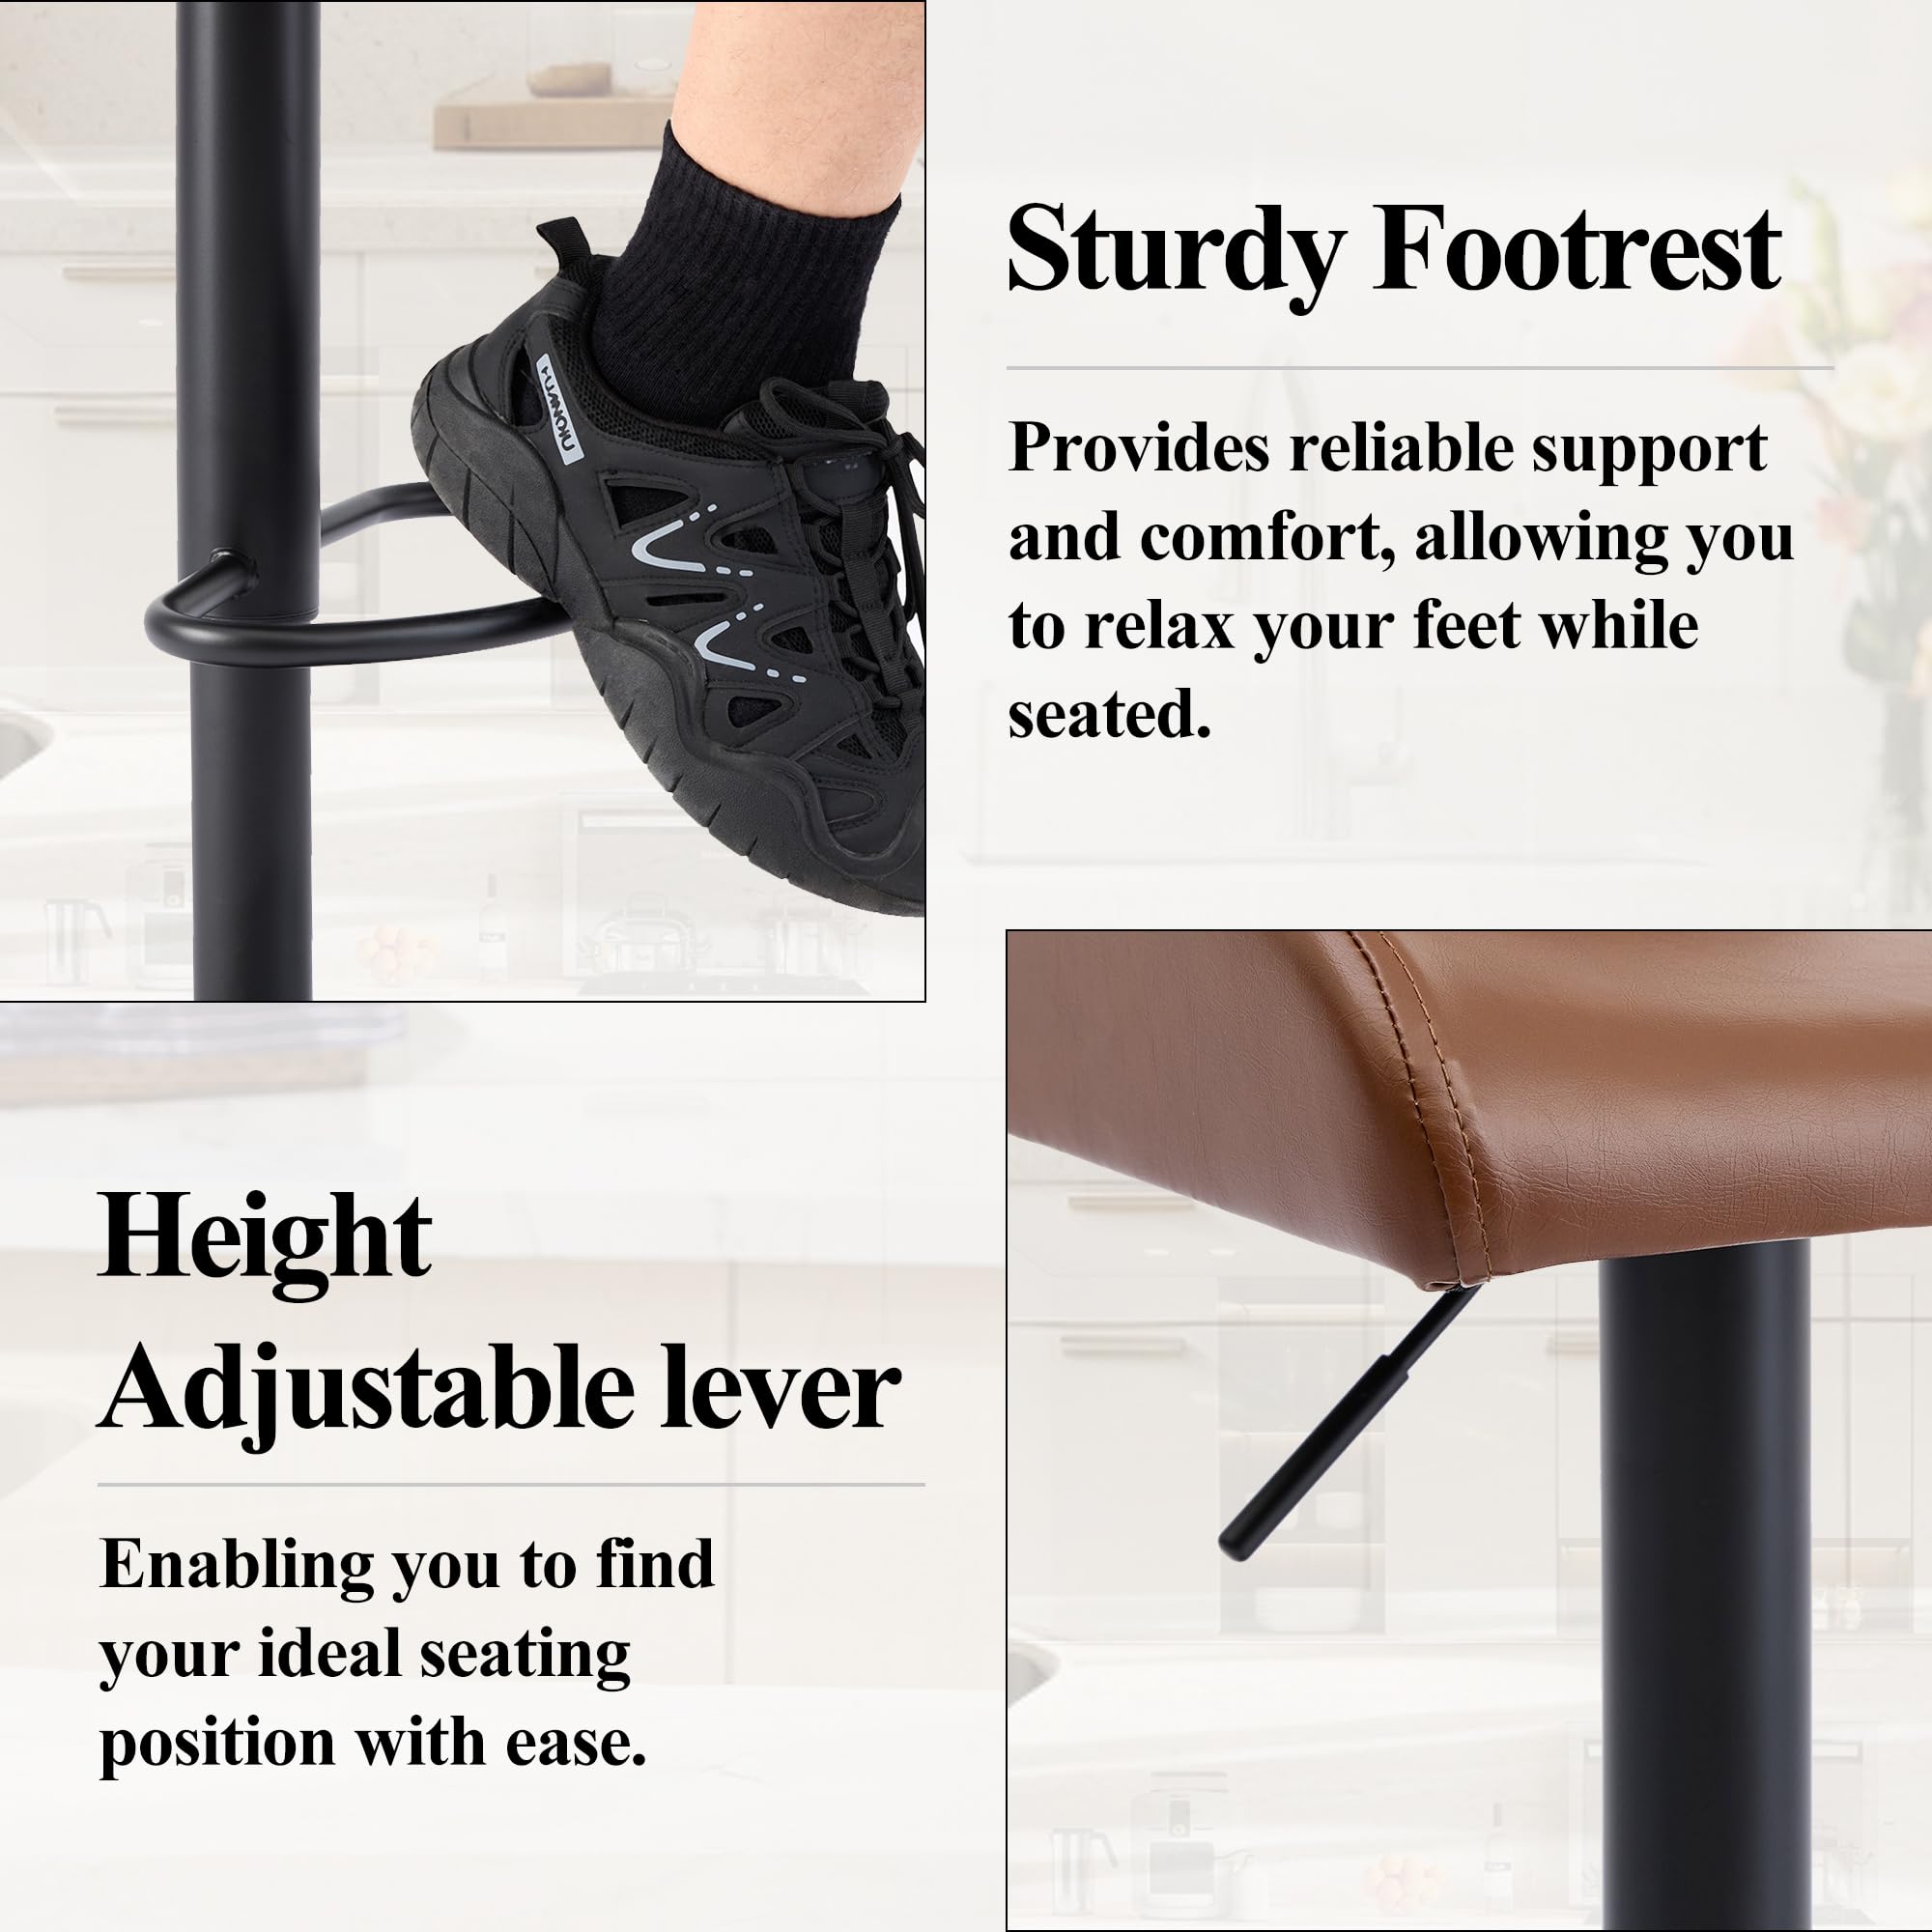 Sturdy Footrest
Provides reliable support
and comfort, allowing you
to relax your feet while
seated.
Height
Adjustable lever
Enabling you to find
your ideal seating
position with ease.